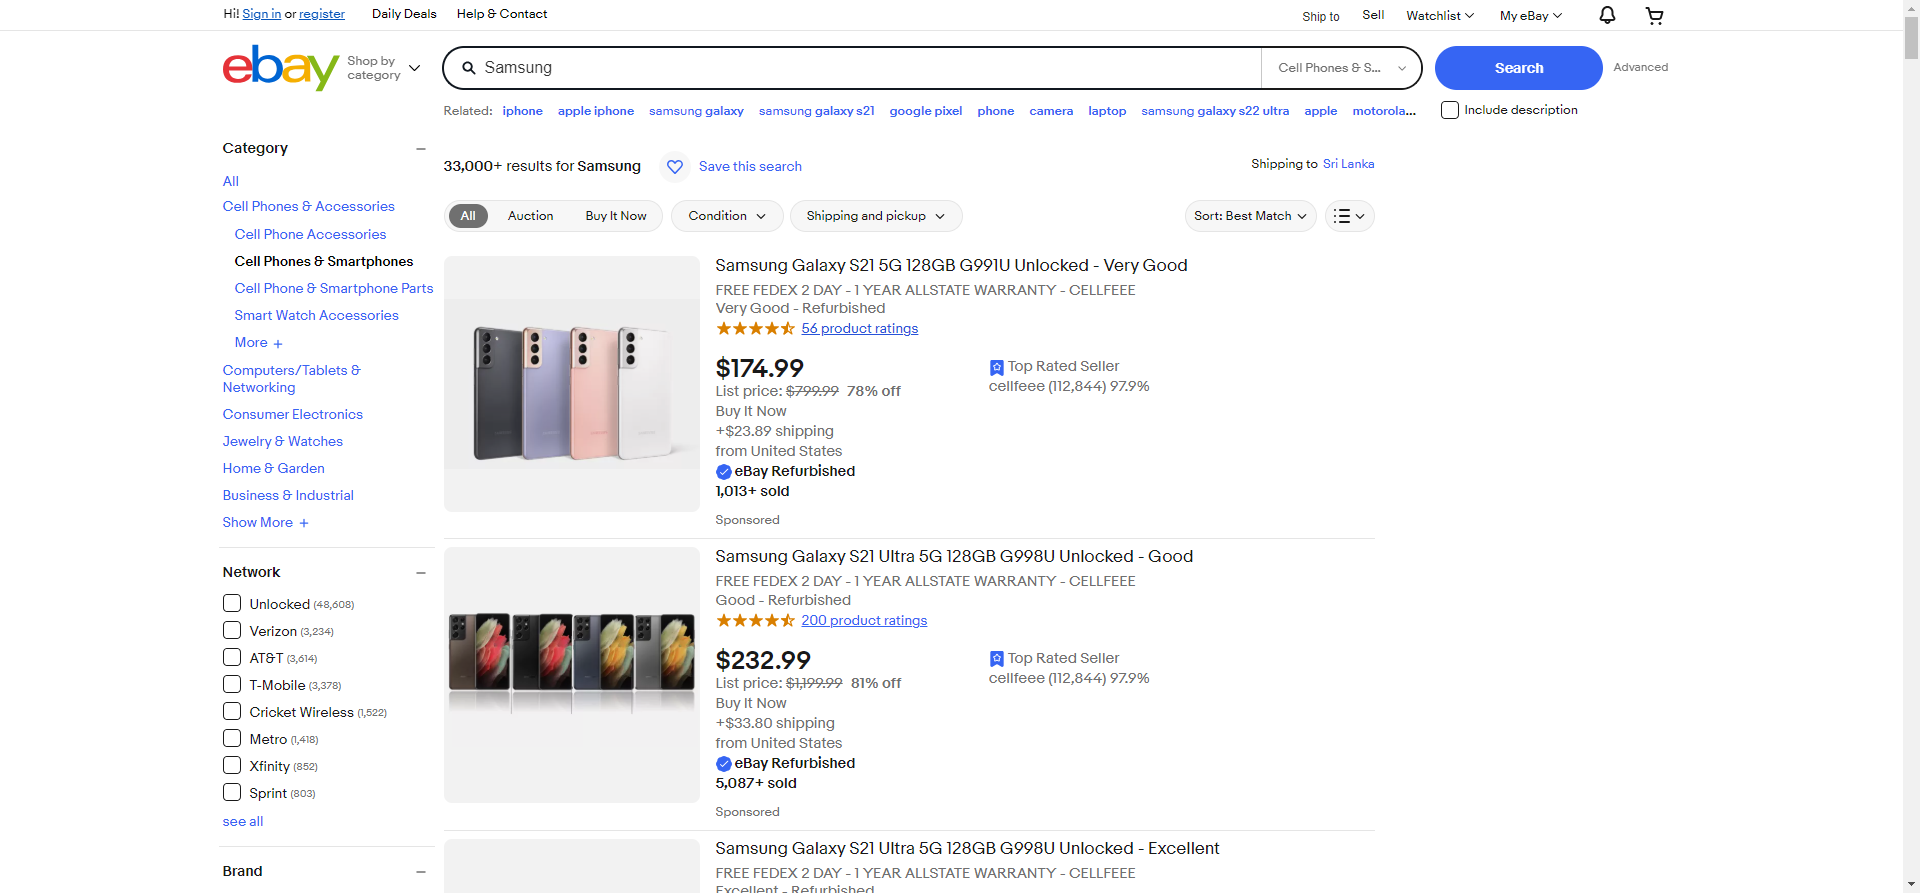 Hi! Sign in or register Daily Deals Help & Contact Ship to Sell Watchlist My eBay
ebay Shop by category Samsung Cell Phones & S... Search Advanced
Related: iphone apple iphone samsung galaxy samsung galaxy s21 google pixel phone camera laptop samsung galaxy s22 ultra apple motorola... Include description
Category
All
Cell Phones & Accessories
Cell Phone Accessories
Cell Phones & Smartphones
Cell Phone & Smartphone Parts
Smart Watch Accessories
More +
Computers/Tablets &
Networking
Consumer Electronics
Jewelry & Watches
Home & Garden
Business & Industrial
Show More +
Network
Unlocked (48,608)
Verizon (3,234)
AT&T (3,614)
T-Mobile (3,378)
Cricket Wireless (1,522)
Metro (1,418)
Xfinity (852)
Sprint (803)
see all
Brand
33,000+ results for Samsung Save this search Shipping to Sri Lanka
All Auction Buy It Now Condition Shipping and pickup Sort: Best Match
Samsung Galaxy S21 5G 128GB G991U Unlocked - Very Good
FREE FEDEX 2 DAY - 1 YEAR ALLSTATE WARRANTY - CELLFEEE
Very Good - Refurbished
56 product ratings
$174.99
List price: $799.99 78% off
Buy It Now
+$23.89 shipping
from United States
eBay Refurbished
1,013+ sold
Sponsored
Top Rated Seller
cellfeee (112,844) 97.9%
Samsung Galaxy S21 Ultra 5G 128GB G998U Unlocked - Good
FREE FEDEX 2 DAY - 1 YEAR ALLSTATE WARRANTY - CELLFEEE
Good - Refurbished
200 product ratings
$232.99
List price: $1,199.99 81% off
Buy It Now
+$33.80 shipping
from United States
eBay Refurbished
5,087+ sold
Sponsored
Top Rated Seller
cellfeee (112,844) 97.9%
Samsung Galaxy S21 Ultra 5G 128GB G998U Unlocked - Excellent
FREE FEDEX 2 DAY - 1 YEAR ALLSTATE WARRANTY - CELLFEEE
Excellent - Refurbished